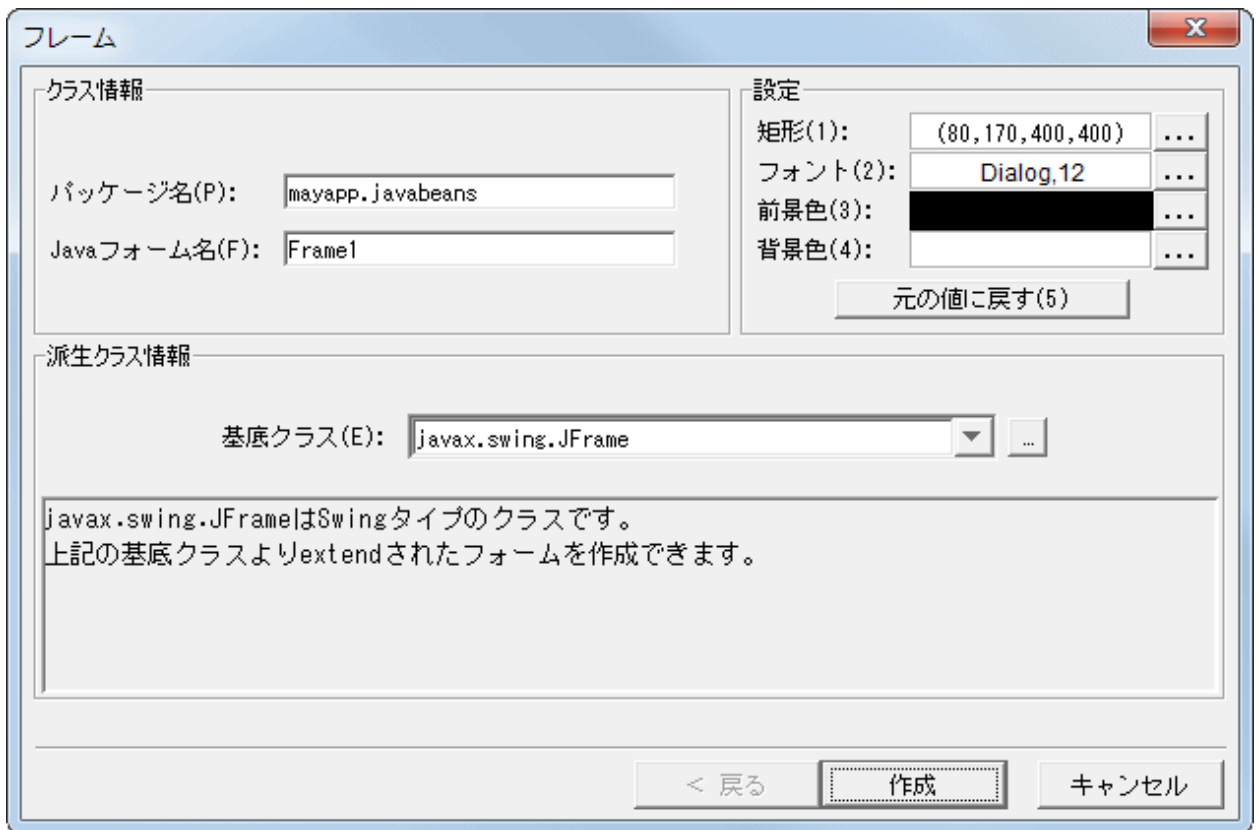 フレーム
クラス情報
パッケージ名(P):
mayapp.javabeans
Javaフォーム名(F):
Frame1
設定
矩形(1):
(80,170,400,400)
...
フォント(2):
Dialog,12
...
前景色(3):
...
背景色(4):
...
元の値に戻す(5)
派生クラス情報
基底クラス(E):
javax.swing.JFrame
...
javax.swing.JFrameはSwingタイプのクラスです。
上記の基底クラスよりextendされたフォームを作成できます。
< 戻る
作成
キャンセル